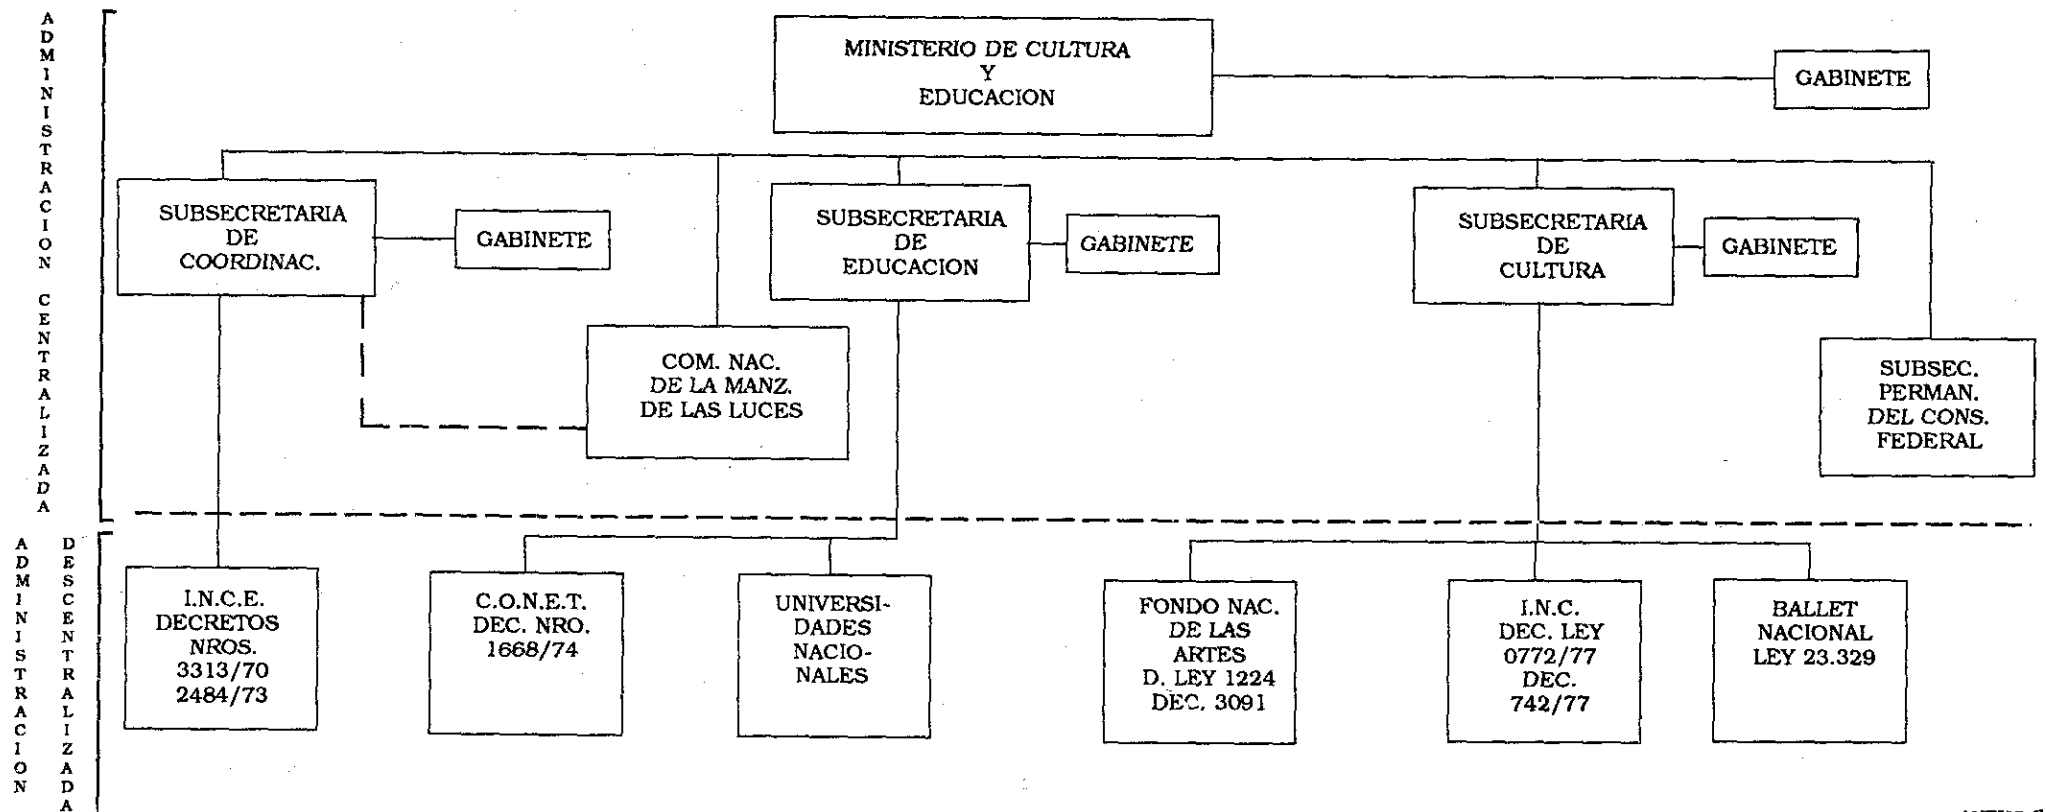 ADMINISTRACION CENTRALIZADA
MINISTERIO DE CULTURA
Y
EDUCACION
GABINETE
SUBSECRETARIA
DE
COORDINAC.
GABINETE
SUBSECRETARIA
DE
EDUCACION
GABINETE
SUBSECRETARIA
DE
CULTURA
GABINETE
COM. NAC.
DE LA MANZ.
DE LAS LUCES
SUBSEC.
PERMAN.
DEL CONS.
FEDERAL
ADMINISTRACION
DESCENTRALIZADA
I.N.C.E.
DECRETOS
NROS.
3313/70
2484/73
C.O.N.E.T.
DEC. NRO.
1668/74
UNIVERSI-
DADES
NACIO-
NALES
FONDO NAC.
DE LAS
ARTES
D. LEY 1224
DEC. 3091
I.N.C.
DEC. LEY
0772/77
DEC.
742/77
BALLET
NACIONAL
LEY 23.329